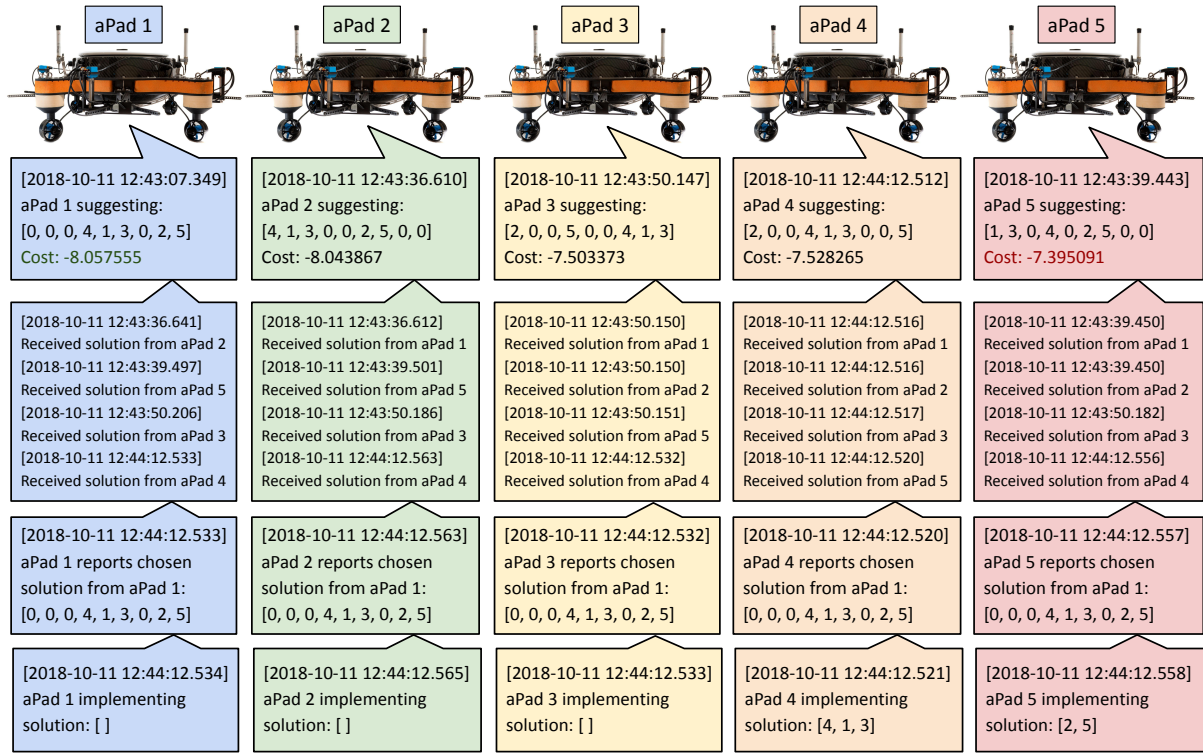 aPad 1
aPad 2
aPad 3
aPad 4
aPad 5
[2018-10-11 12:43:07.349]
aPad 1 suggesting:
[0, 0, 0, 4, 1, 3, 0, 2, 5]
Cost: -8.057555
[2018-10-11 12:43:36.610]
aPad 2 suggesting:
[4, 1, 3, 0, 0, 2, 5, 0, 0]
Cost: -8.043867
[2018-10-11 12:43:50.147]
aPad 3 suggesting:
[2, 0, 0, 5, 0, 0, 4, 1, 3]
Cost: -7.503373
[2018-10-11 12:44:12.512]
aPad 4 suggesting:
[2, 0, 0, 4, 1, 3, 0, 0, 5]
Cost: -7.528265
[2018-10-11 12:43:39.443]
aPad 5 suggesting:
[1, 3, 0, 4, 0, 2, 5, 0, 0]
Cost: -7.395091
[2018-10-11 12:43:36.641]
Received solution from aPad 2
[2018-10-11 12:43:39.497]
Received solution from aPad 5
[2018-10-11 12:43:50.206]
Received solution from aPad 3
[2018-10-11 12:44:12.533]
Received solution from aPad 4
[2018-10-11 12:43:36.612]
Received solution from aPad 1
[2018-10-11 12:43:39.501]
Received solution from aPad 5
[2018-10-11 12:43:50.186]
Received solution from aPad 3
[2018-10-11 12:44:12.563]
Received solution from aPad 4
[2018-10-11 12:43:50.150]
Received solution from aPad 1
[2018-10-11 12:43:50.150]
Received solution from aPad 2
[2018-10-11 12:43:50.151]
Received solution from aPad 5
[2018-10-11 12:44:12.532]
Received solution from aPad 4
[2018-10-11 12:44:12.516]
Received solution from aPad 1
[2018-10-11 12:44:12.516]
Received solution from aPad 2
[2018-10-11 12:44:12.517]
Received solution from aPad 3
[2018-10-11 12:44:12.520]
Received solution from aPad 5
[2018-10-11 12:43:39.450]
Received solution from aPad 1
[2018-10-11 12:43:39.450]
Received solution from aPad 2
[2018-10-11 12:43:50.182]
Received solution from aPad 3
[2018-10-11 12:44:12.556]
Received solution from aPad 4
[2018-10-11 12:44:12.533]
aPad 1 reports chosen
solution from aPad 1:
[0, 0, 0, 4, 1, 3, 0, 2, 5]
[2018-10-11 12:44:12.563]
aPad 2 reports chosen
solution from aPad 1:
[0, 0, 0, 4, 1, 3, 0, 2, 5]
[2018-10-11 12:44:12.532]
aPad 3 reports chosen
solution from aPad 1:
[0, 0, 0, 4, 1, 3, 0, 2, 5]
[2018-10-11 12:44:12.520]
aPad 4 reports chosen
solution from aPad 1:
[0, 0, 0, 4, 1, 3, 0, 2, 5]
[2018-10-11 12:44:12.557]
aPad 5 reports chosen
solution from aPad 1:
[0, 0, 0, 4, 1, 3, 0, 2, 5]
[2018-10-11 12:44:12.534]
aPad 1 implementing
solution: [ ]
[2018-10-11 12:44:12.565]
aPad 2 implementing
solution: [ ]
[2018-10-11 12:44:12.533]
aPad 3 implementing
solution: [ ]
[2018-10-11 12:44:12.521]
aPad 4 implementing
solution: [4, 1, 3]
[2018-10-11 12:44:12.558]
aPad 5 implementing
solution: [2, 5]